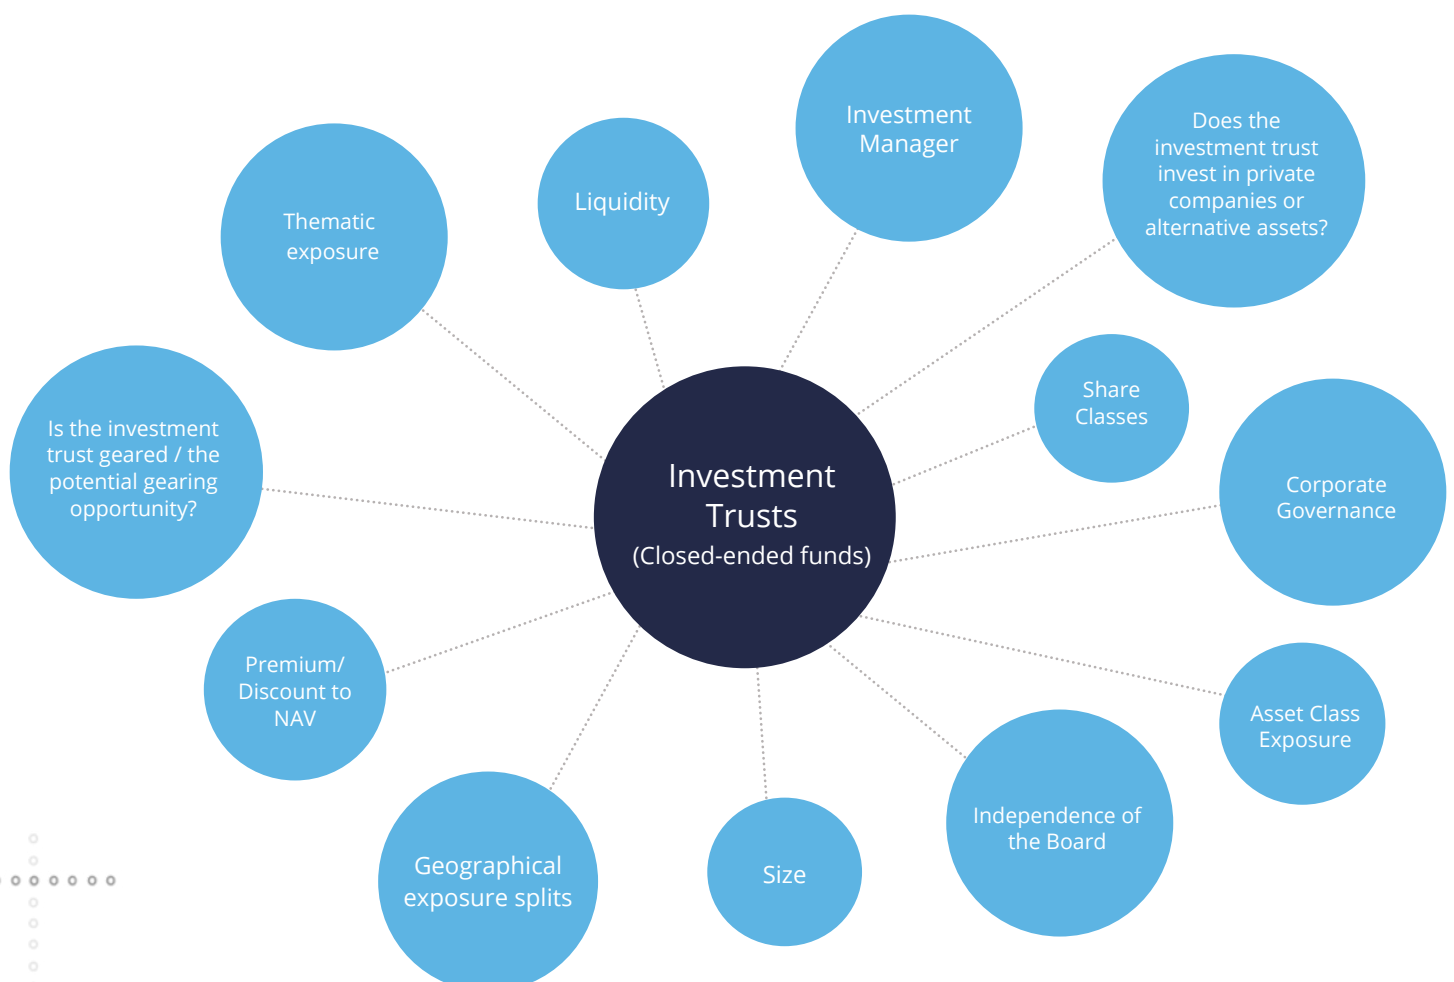 Investment
Manager
Does the
investment trust
invest in private
companies or
alternative assets?
Liquidity
Thematic
exposure
Share
Classes
Is the investment
trust geared / the
potential gearing
opportunity?
Investment
Trusts
(Closed-ended funds)
Corporate
Governance
Premium/
Discount to
NAV
Asset Class
Exposure
Independence of
the Board
Geographical
exposure splits
Size